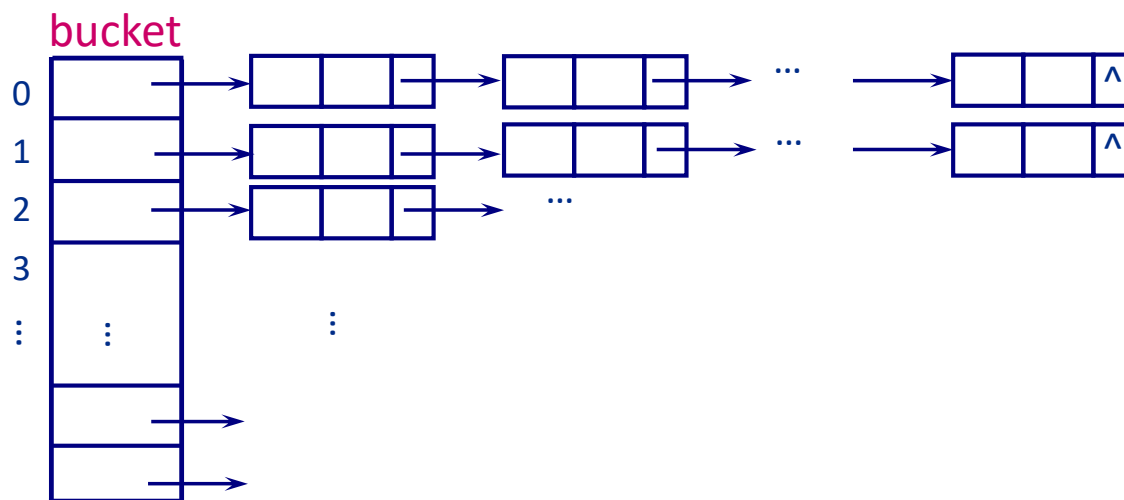 bucket
0 ... ^
1 ... ^
2 ...
3
⋮ ⋮ ⋮